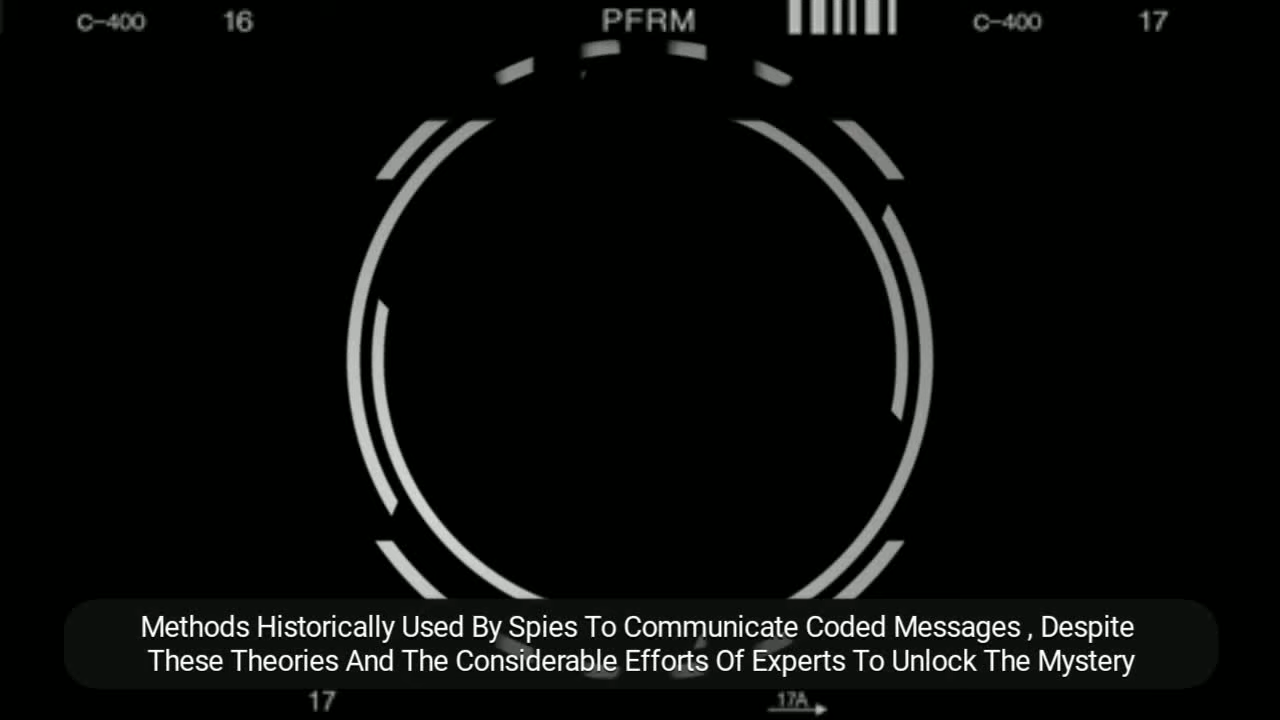 C-400 16 PFRM C-400 17
Methods Historically Used By Spies To Communicate Coded Messages , Despite
These Theories And The Considerable Efforts Of Experts To Unlock The Mystery
17 17A